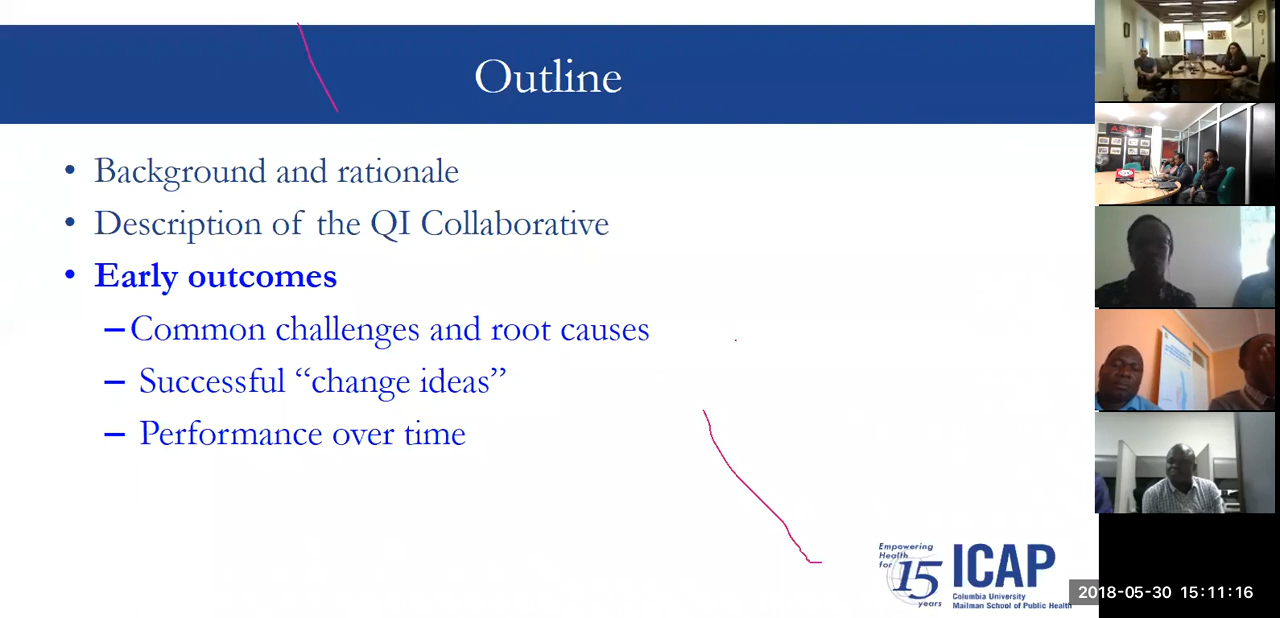 Outline
• Background and rationale
• Description of the QI Collaborative
• Early outcomes
– Common challenges and root causes
– Successful “change ideas”
– Performance over time
Empowering
Health
for 15
years
ICAP
Columbia University
Mailman School of Public Health
2018-05-30 15:11:16